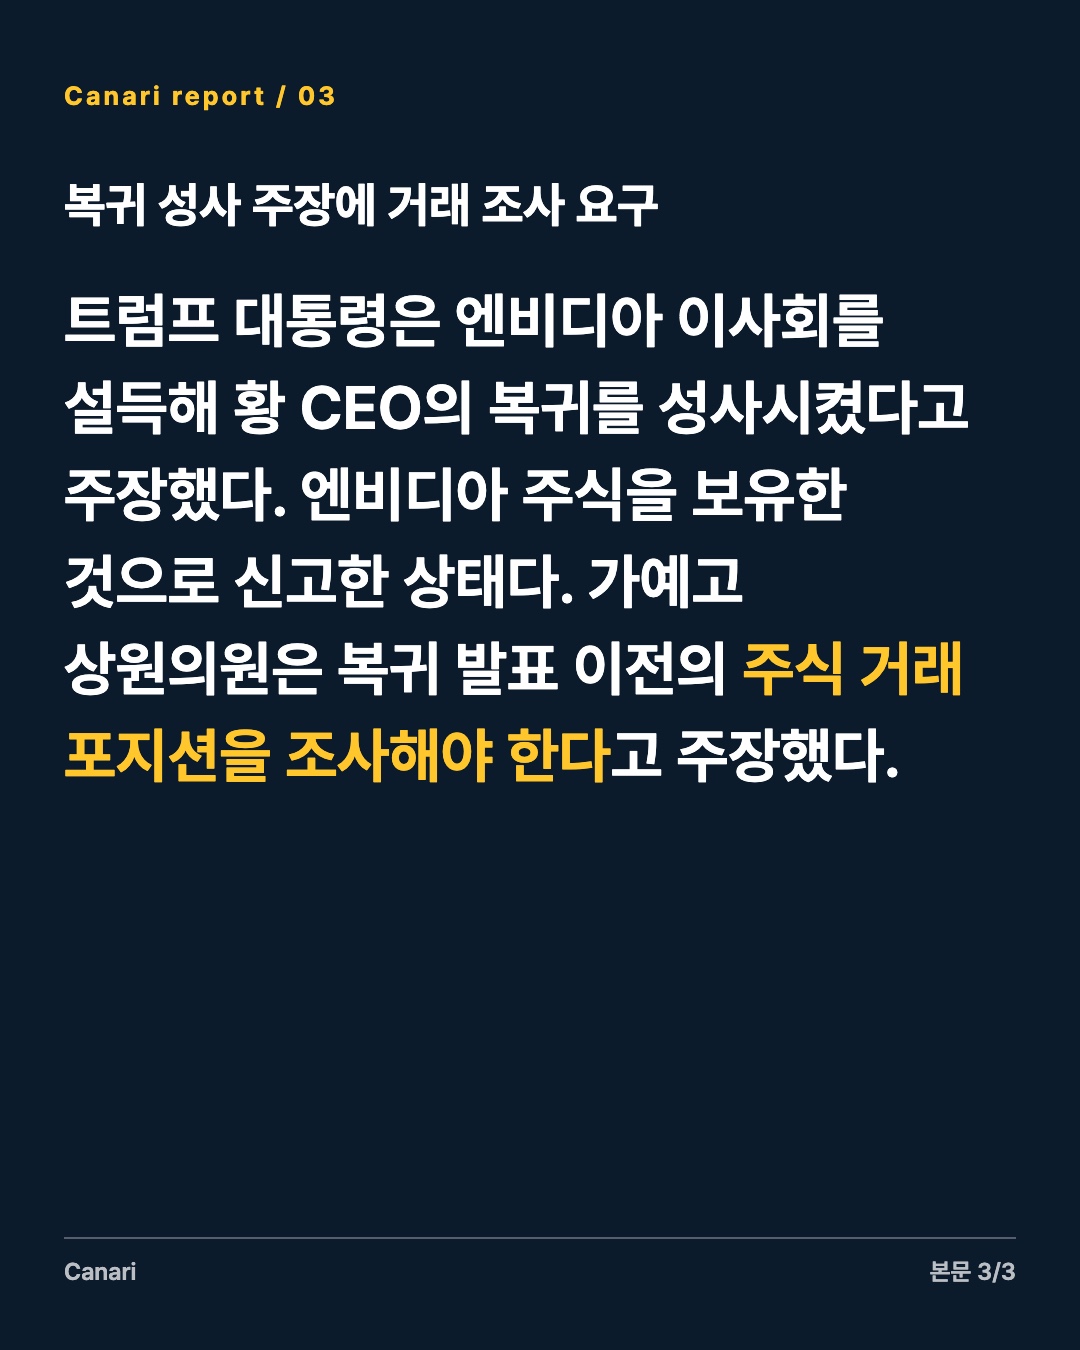 Canari report / 03
복귀 성사 주장에 거래 조사 요구
트럼프 대통령은 엔비디아 이사회를
설득해 황 CEO의 복귀를 성사시켰다고
주장했다. 엔비디아 주식을 보유한
것으로 신고한 상태다. 가예고
상원의원은 복귀 발표 이전의 주식 거래
포지션을 조사해야 한다고 주장했다.
Canari
본문 3/3